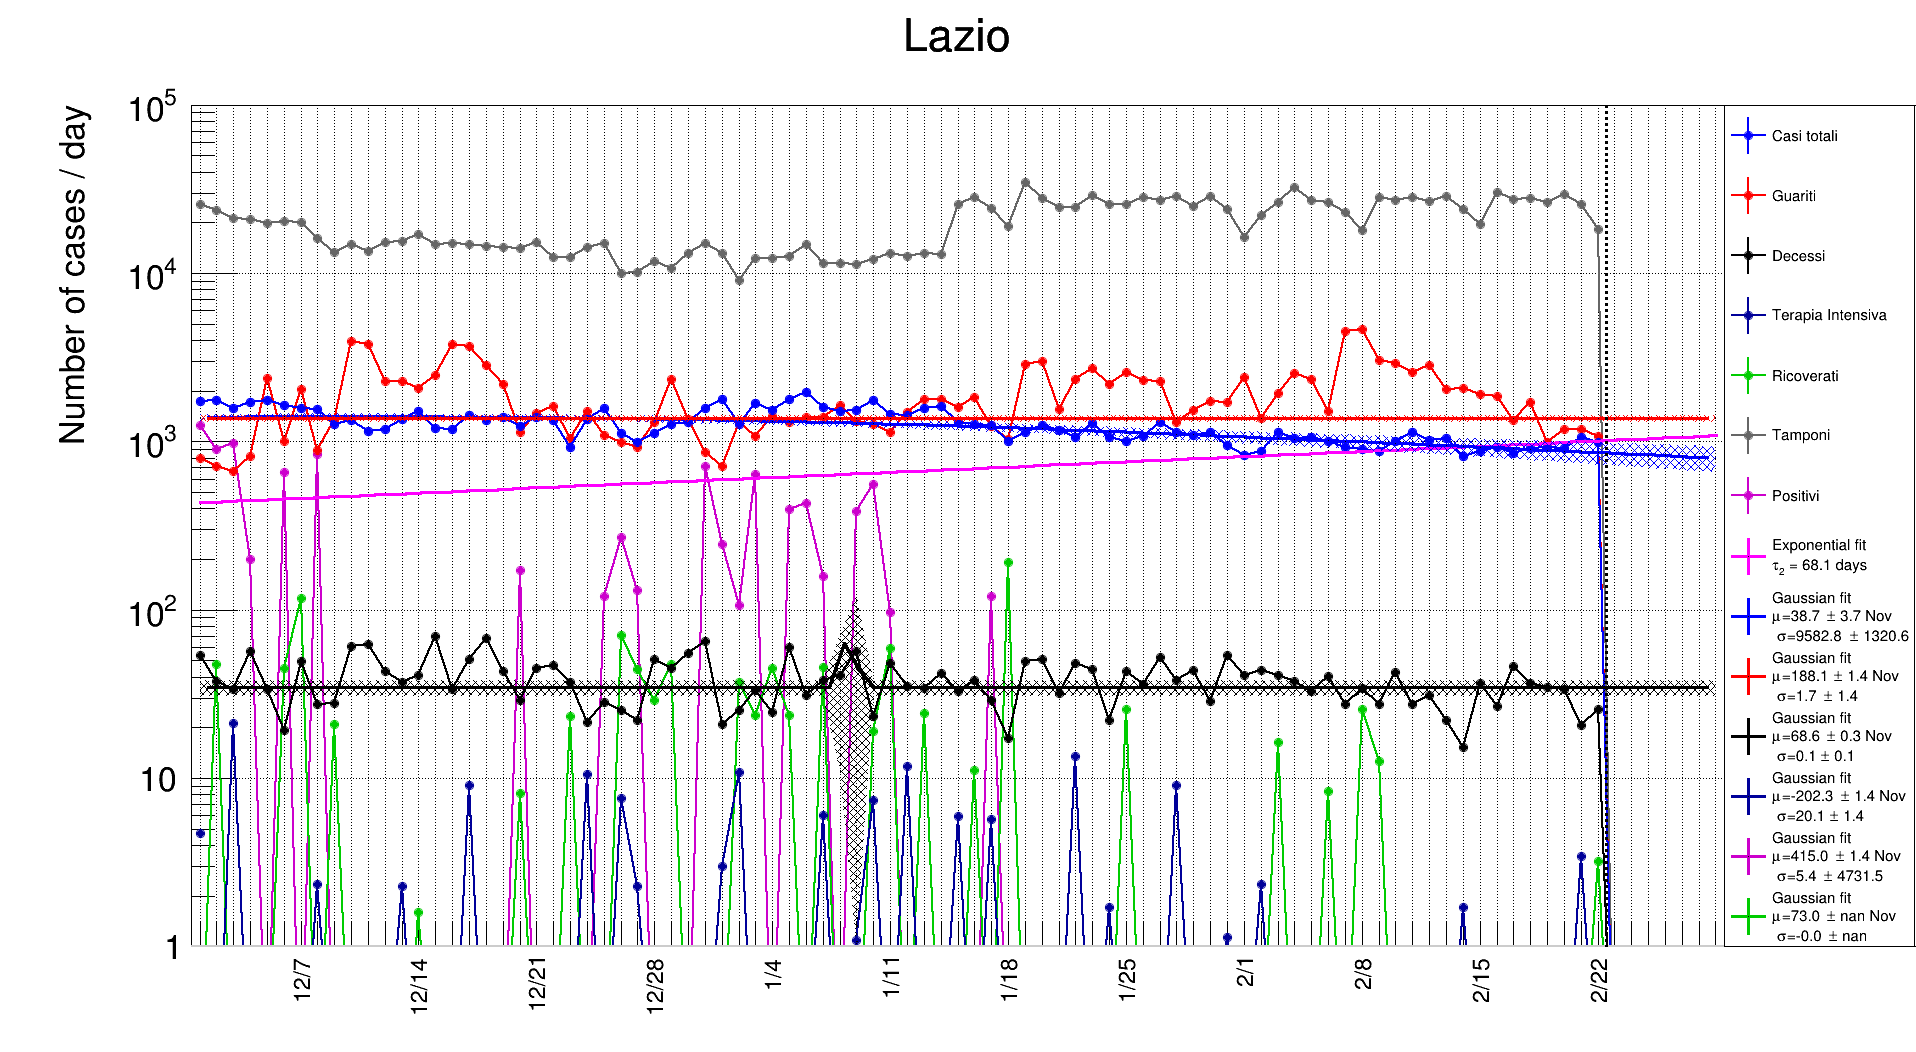 Lazio
Number of cases / day
10^5
10^4
10^3
10^2
10
1
12/7
12/14
12/21
12/28
1/4
1/11
1/18
1/25
2/1
2/8
2/15
2/22
Casi totali
Guariti
Decessi
Terapia Intensiva
Ricoverati
Tamponi
Positivi
Exponential fit
τ₂ = 68.1 days
Gaussian fit
μ=38.7 ± 3.7 Nov
σ=9582.8 ± 1320.6
Gaussian fit
μ=188.1 ± 1.4 Nov
σ=1.7 ± 1.4
Gaussian fit
μ=68.6 ± 0.3 Nov
σ=0.1 ± 0.1
Gaussian fit
μ=-202.3 ± 1.4 Nov
σ=20.1 ± 1.4
Gaussian fit
μ=415.0 ± 1.4 Nov
σ=5.4 ± 4731.5
Gaussian fit
μ=73.0 ± nan Nov
σ=-0.0 ± nan